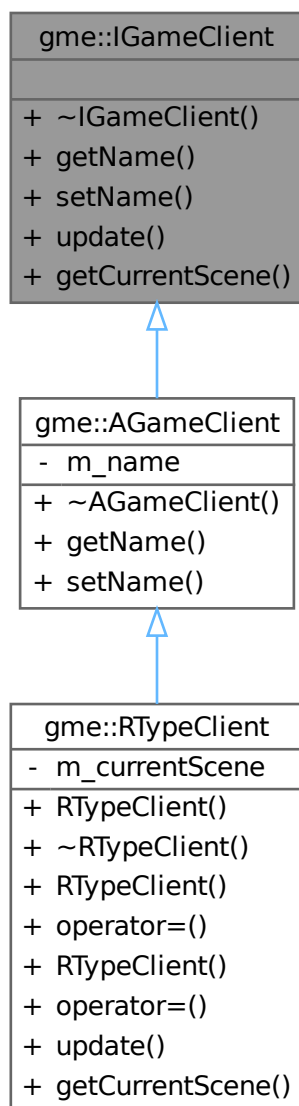 gme::IGameClient
+ ~IGameClient()
+ getName()
+ setName()
+ update()
+ getCurrentScene()
gme::AGameClient
- m_name
+ ~AGameClient()
+ getName()
+ setName()
gme::RTypeClient
- m_currentScene
+ RTypeClient()
+ ~RTypeClient()
+ RTypeClient()
+ operator=()
+ RTypeClient()
+ operator=()
+ update()
+ getCurrentScene()